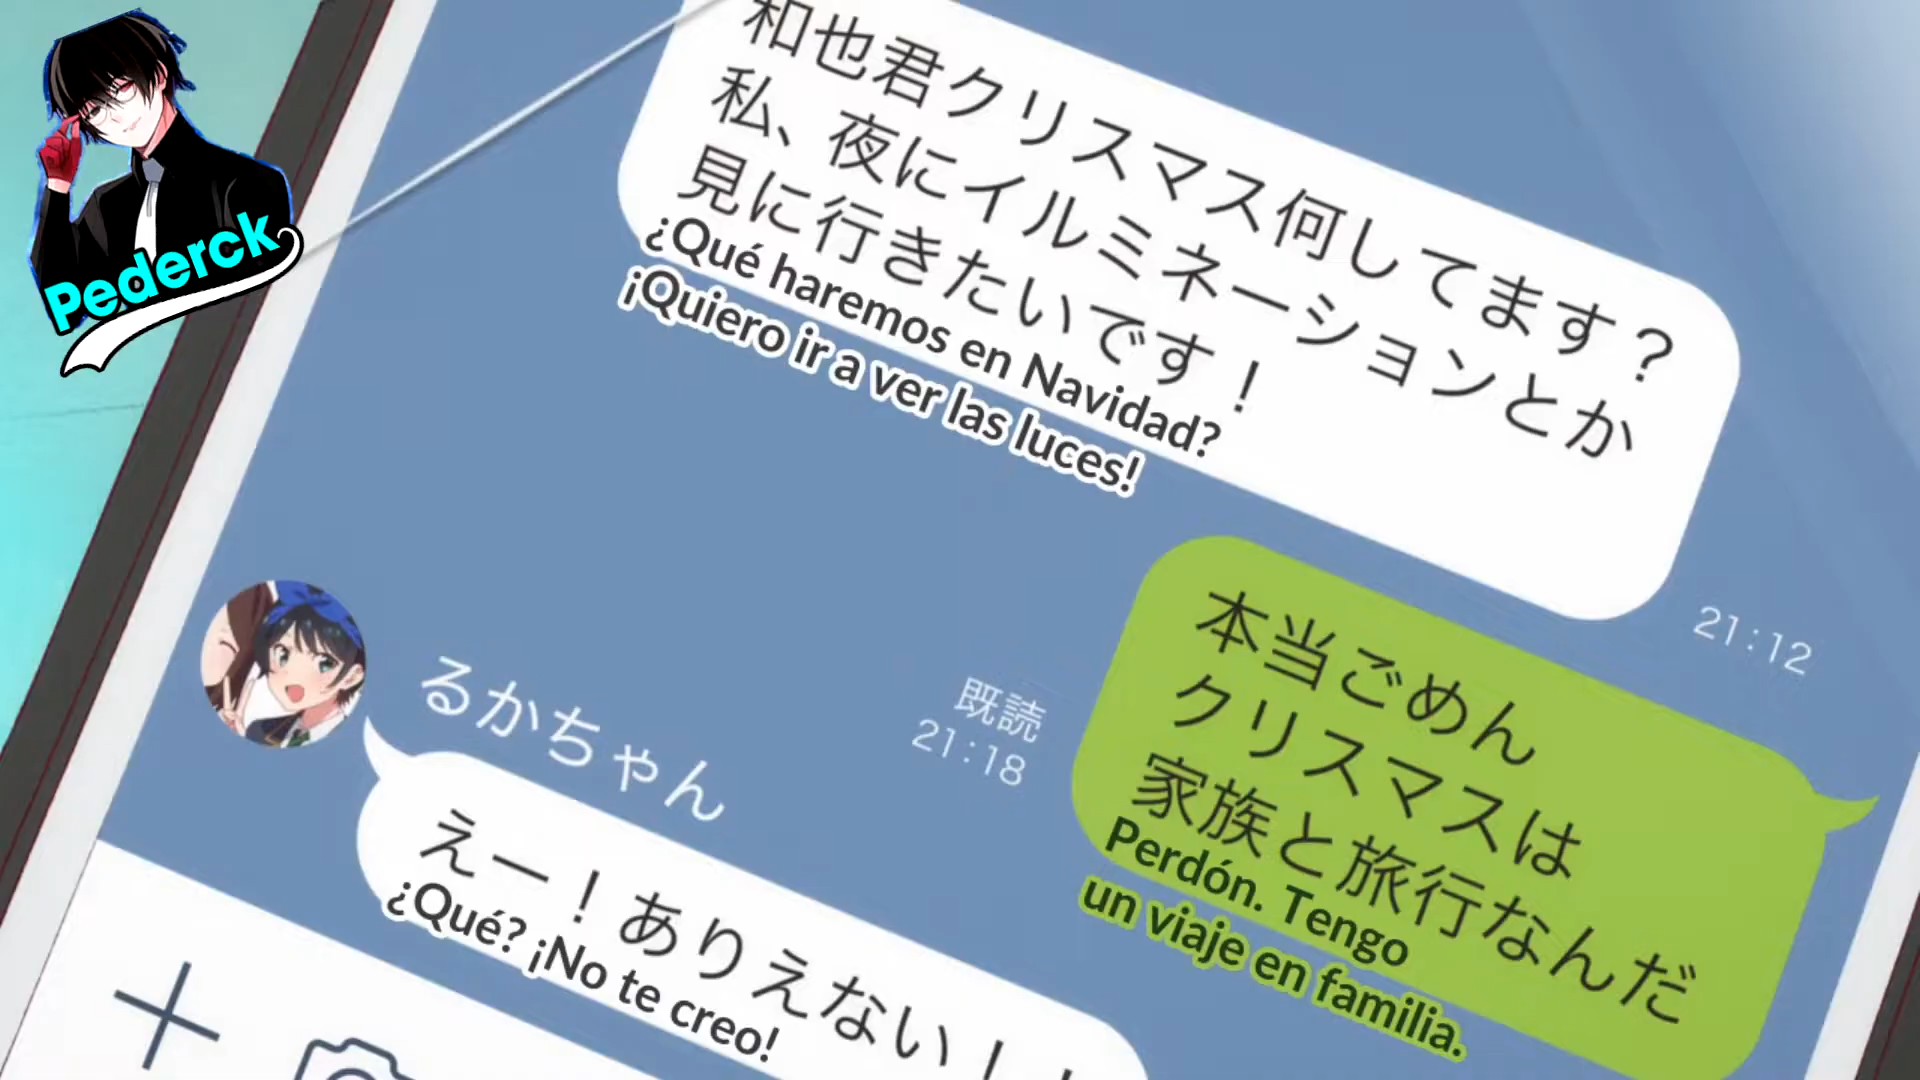 Pederck
和也君クリスマス何してます？
私、夜にイルミネーションとか
見に行きたいです！
¿Qué haremos en Navidad?
¡Quiero ir a ver las luces!
21:12
本当ごめん
クリスマスは
家族と旅行なんだ
Perdón. Tengo
un viaje en familia.
既読
21:18
るかちゃん
えー！ありえない！！
¿Qué? ¡No te creo!